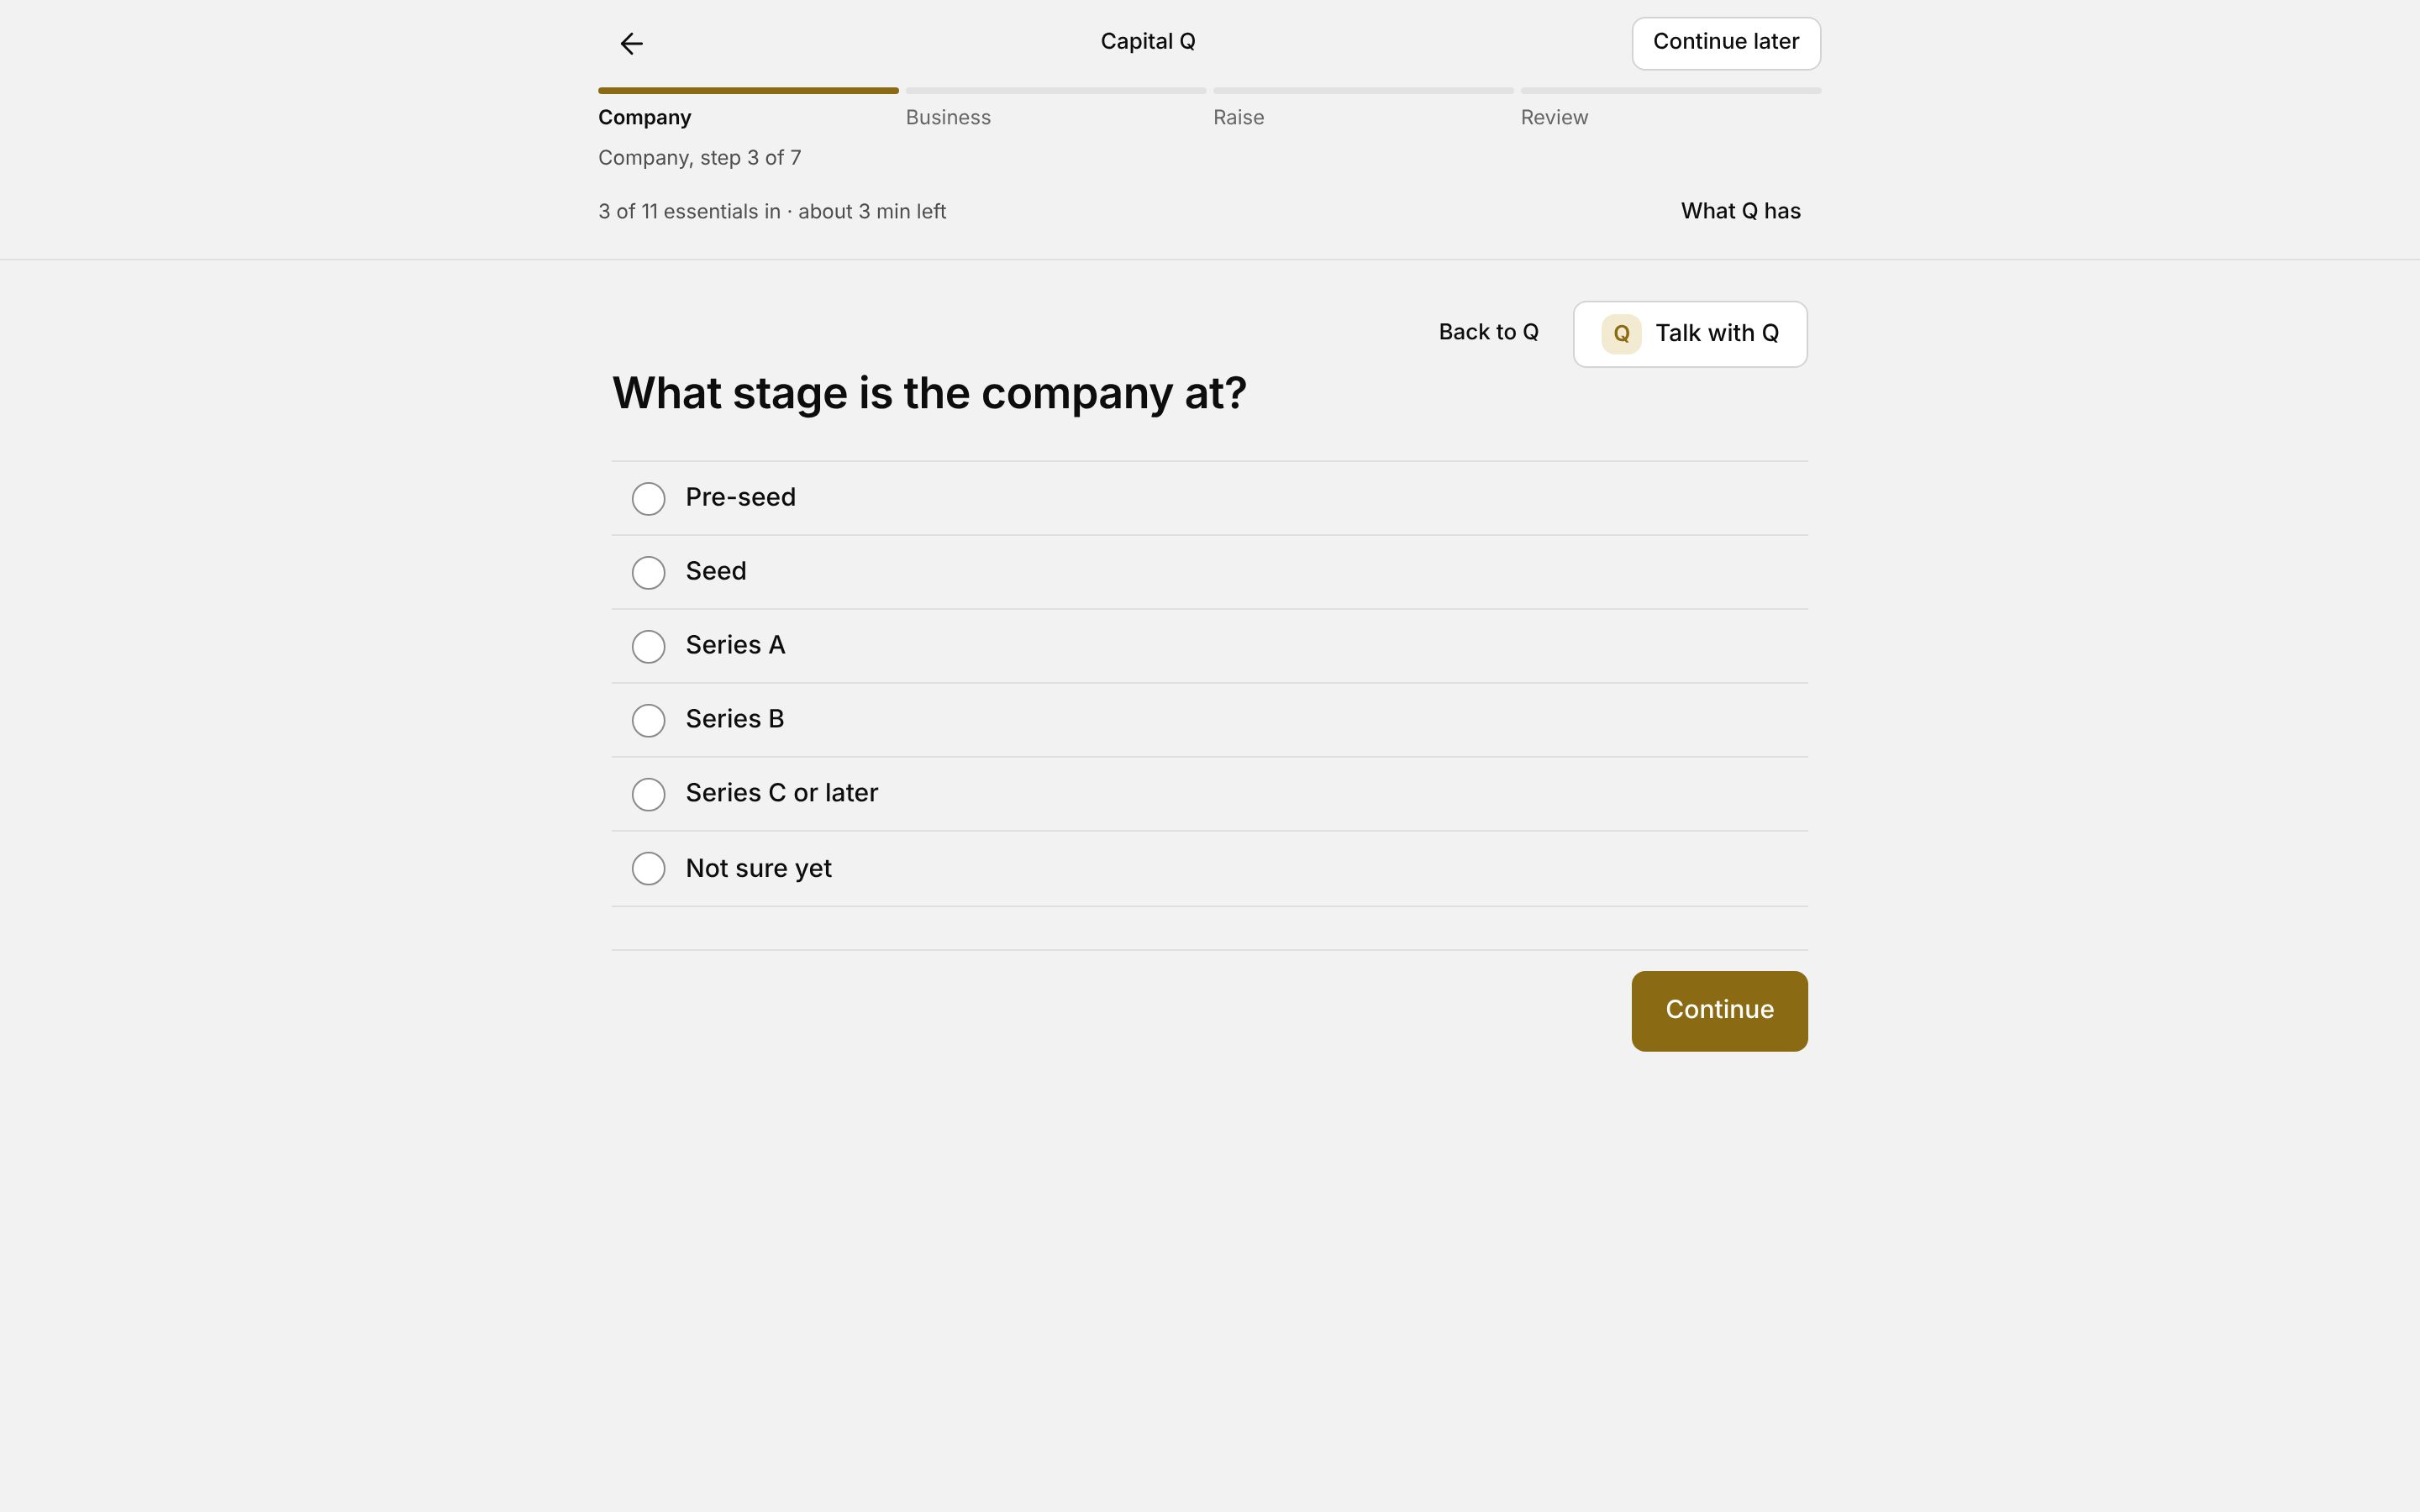 Capital Q
Continue later
Company
Business
Raise
Review
Company, step 3 of 7
3 of 11 essentials in · about 3 min left
What Q has
Back to Q
Q Talk with Q
What stage is the company at?
Pre-seed
Seed
Series A
Series B
Series C or later
Not sure yet
Continue